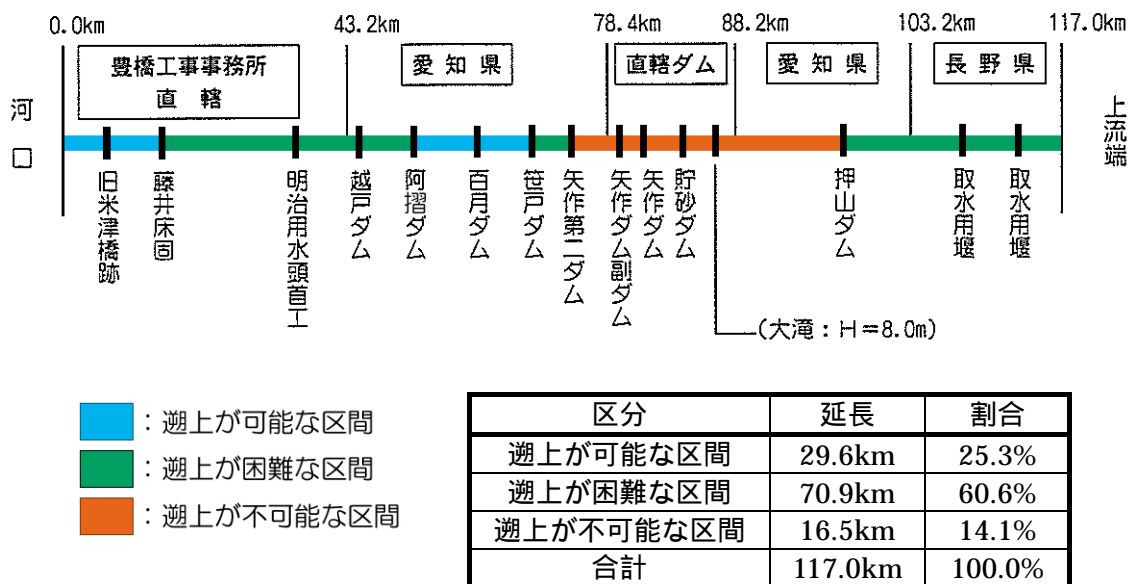 0.0km 43.2km 78.4km 88.2km 103.2km 117.0km
豊橋工事事務所
直轄
愛知県
直轄ダム
愛知県
長野県
河口
上流端
旧米津橋跡
藤井床固
明治用水頭首工
越戸ダム
阿摺ダム
百月ダム
笹戸ダム
矢作第二ダム
矢作ダム副ダム
矢作ダム
貯砂ダム
押山ダム
取水用堰
取水用堰
(大滝:H=8.0m)
:遡上が可能な区間
:遡上が困難な区間
:遡上が不可能な区間
区分 延長 割合
遡上が可能な区間 29.6km 25.3%
遡上が困難な区間 70.9km 60.6%
遡上が不可能な区間 16.5km 14.1%
合計 117.0km 100.0%